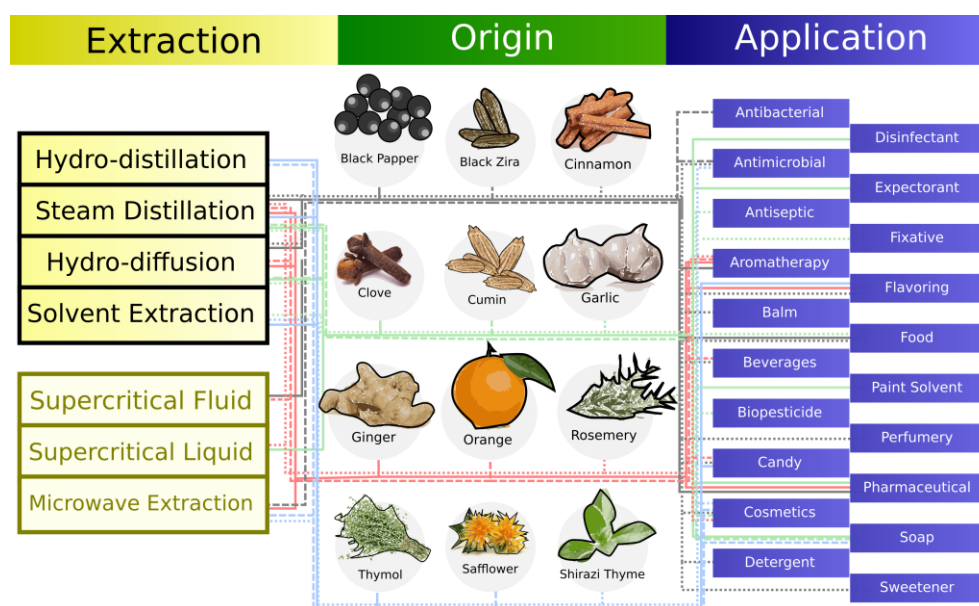 Extraction
Origin
Application
Hydro-distillation
Steam Distillation
Hydro-diffusion
Solvent Extraction
Supercritical Fluid
Supercritical Liquid
Microwave Extraction
Black Papper
Black Zira
Cinnamon
Clove
Cumin
Garlic
Ginger
Orange
Rosemery
Thymol
Safflower
Shirazi Thyme
Antibacterial
Disinfectant
Antimicrobial
Expectorant
Antiseptic
Fixative
Aromatherapy
Flavoring
Balm
Food
Beverages
Paint Solvent
Biopesticide
Perfumery
Candy
Pharmaceutical
Cosmetics
Soap
Detergent
Sweetener